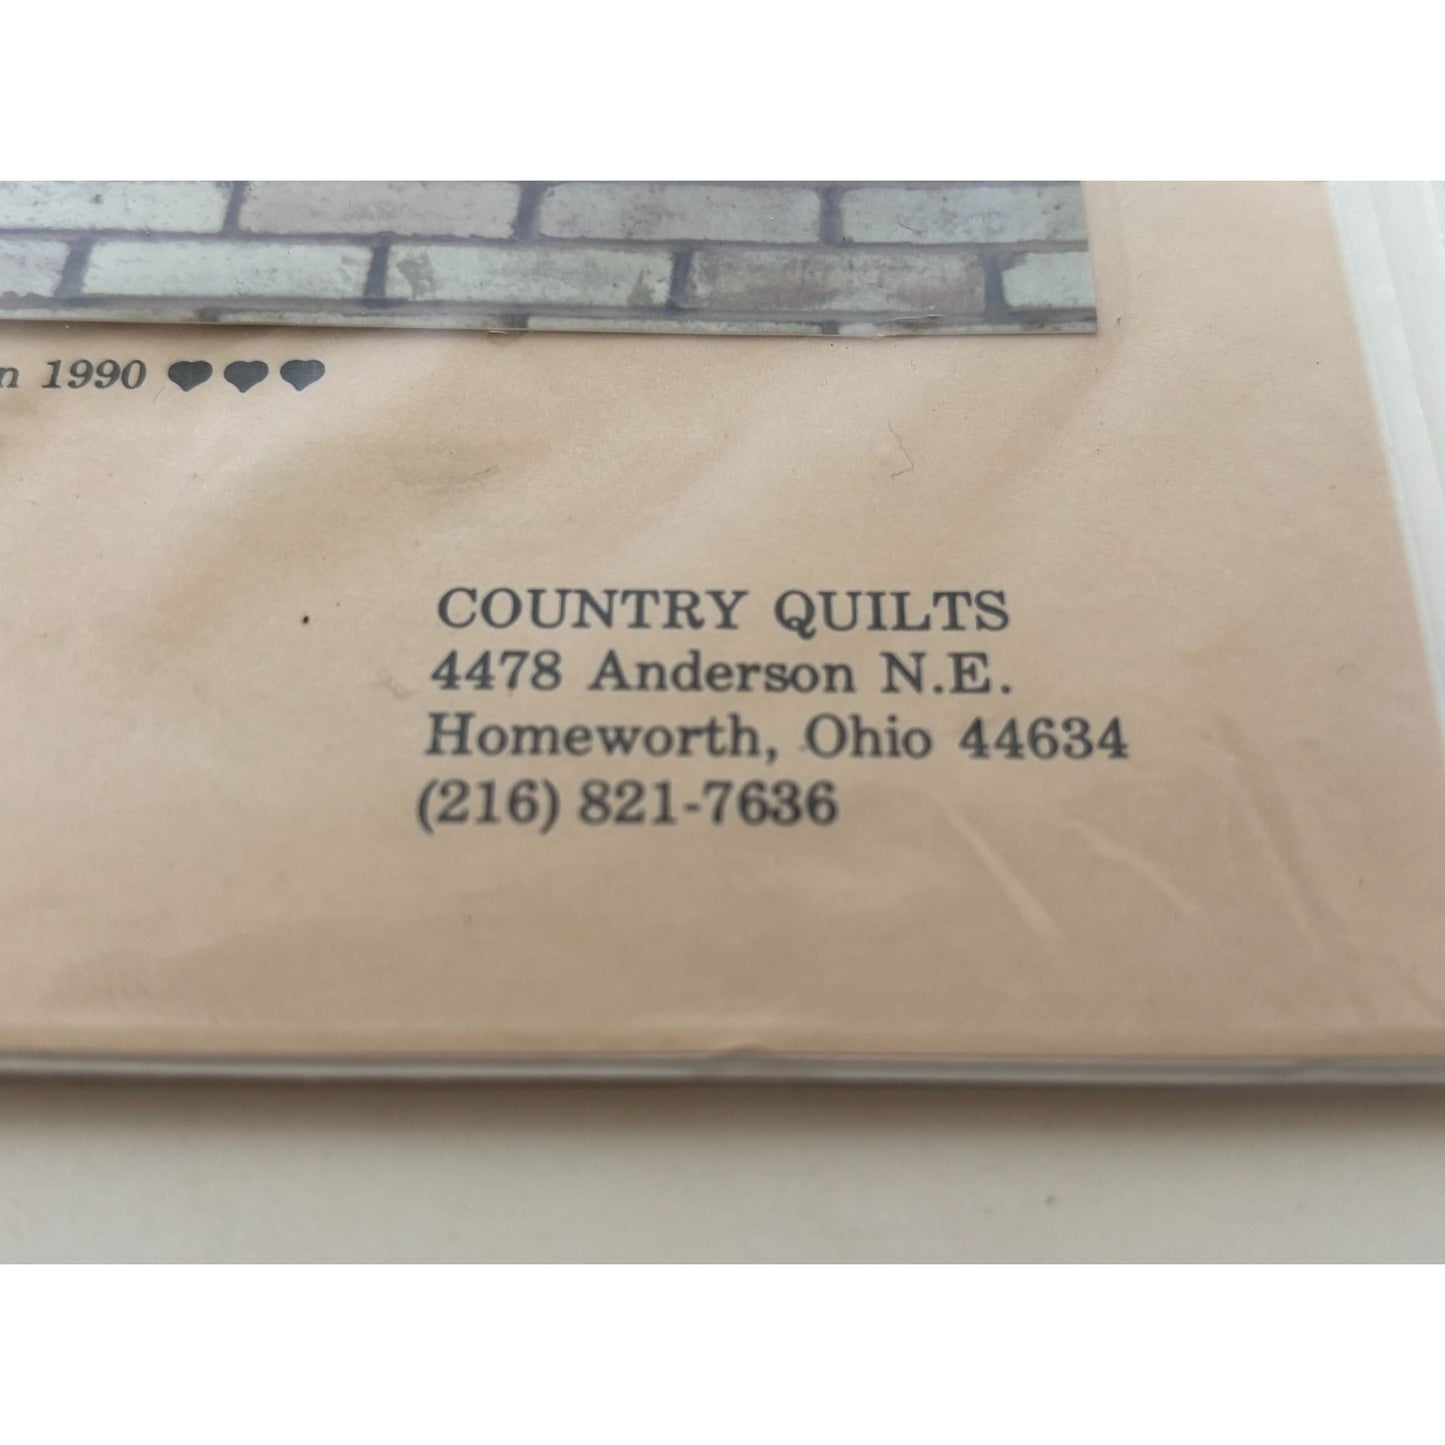 1990 ♥♥♥
COUNTRY QUILTS
4478 Anderson N.E.
Homeworth, Ohio 44634
(216) 821-7636